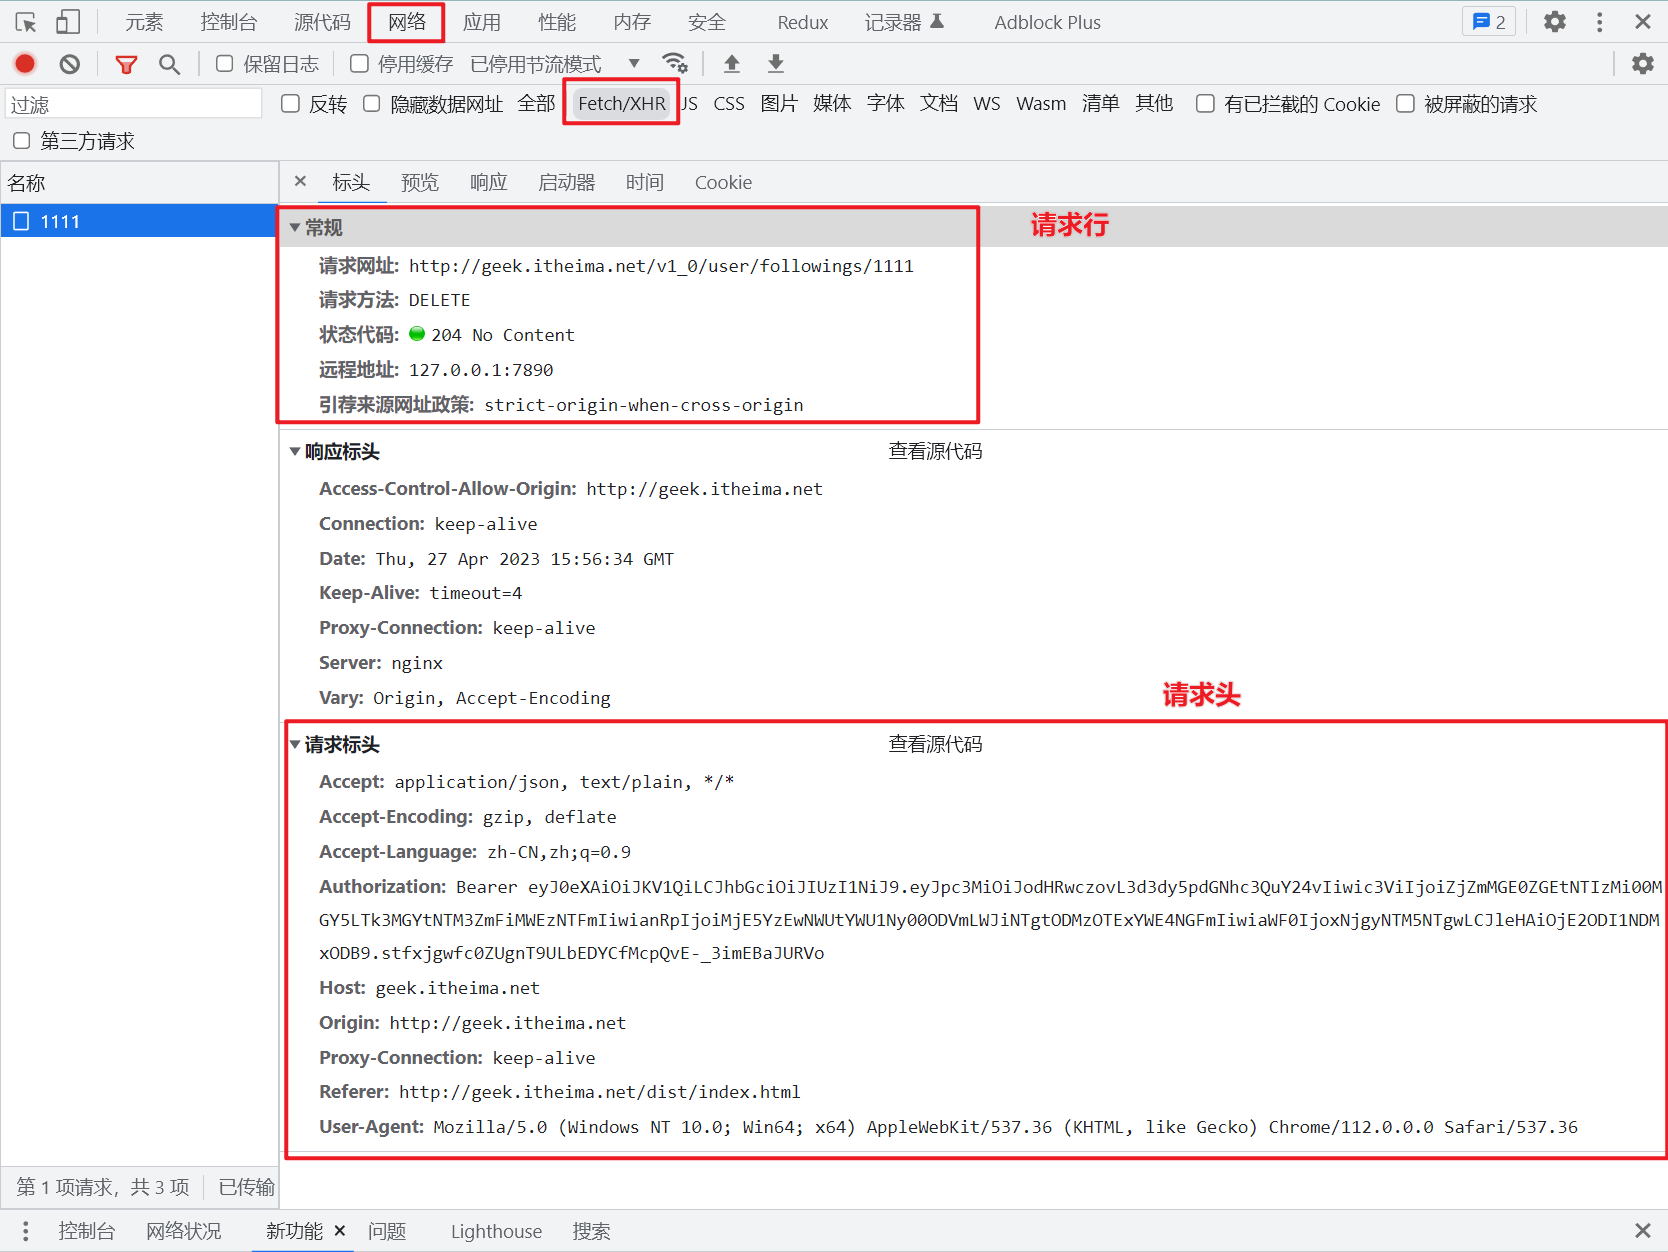 元素 控制台 源代码 网络 应用 性能 内存 安全 Redux 记录器 Adblock Plus 2
保留日志 停用缓存 已停用节流模式
过滤 反转 隐藏数据网址 全部 Fetch/XHR JS CSS 图片 媒体 字体 文档 WS Wasm 清单 其他 有已拦截的 Cookie 被屏蔽的请求
第三方请求
名称 标头 预览 响应 启动器 时间 Cookie
1111
常规 请求行
请求网址: http://geek.itheima.net/v1_0/user/followings/1111
请求方法: DELETE
状态代码: 204 No Content
远程地址: 127.0.0.1:7890
引荐来源网址政策: strict-origin-when-cross-origin
响应标头 查看源代码
Access-Control-Allow-Origin: http://geek.itheima.net
Connection: keep-alive
Date: Thu, 27 Apr 2023 15:56:34 GMT
Keep-Alive: timeout=4
Proxy-Connection: keep-alive
Server: nginx
Vary: Origin, Accept-Encoding
请求头
请求标头 查看源代码
Accept: application/json, text/plain, */*
Accept-Encoding: gzip, deflate
Accept-Language: zh-CN,zh;q=0.9
Authorization: Bearer eyJ0eXAiOiJKV1QiLCJhbGciOiJIUzI1NiJ9.eyJpc3MiOiJodHRwczovL3d3dy5pdGNhc3QuY24vIiwic3ViIjoiZjZmMGE0ZGEtNTIzMi00M
GY5LTk3MGYtNTM3ZmFiMWEzNTFmIiwianRpIjoiMjE5YzEwNWUtYWU1Ny00ODVmLWJiNTgtODMzOTExYWE4NGFmIiwiaWF0IjoxNjgyNTM5NTgwLCJleHAiOjE2ODI1NDM
xODB9.stfxjgwfc0ZUgnT9ULbEDYCfMcpQvE-_3imEBaJURVo
Host: geek.itheima.net
Origin: http://geek.itheima.net
Proxy-Connection: keep-alive
Referer: http://geek.itheima.net/dist/index.html
User-Agent: Mozilla/5.0 (Windows NT 10.0; Win64; x64) AppleWebKit/537.36 (KHTML, like Gecko) Chrome/112.0.0.0 Safari/537.36
第 1 项请求，共 3 项 已传输
控制台 网络状况 新功能 问题 Lighthouse 搜索